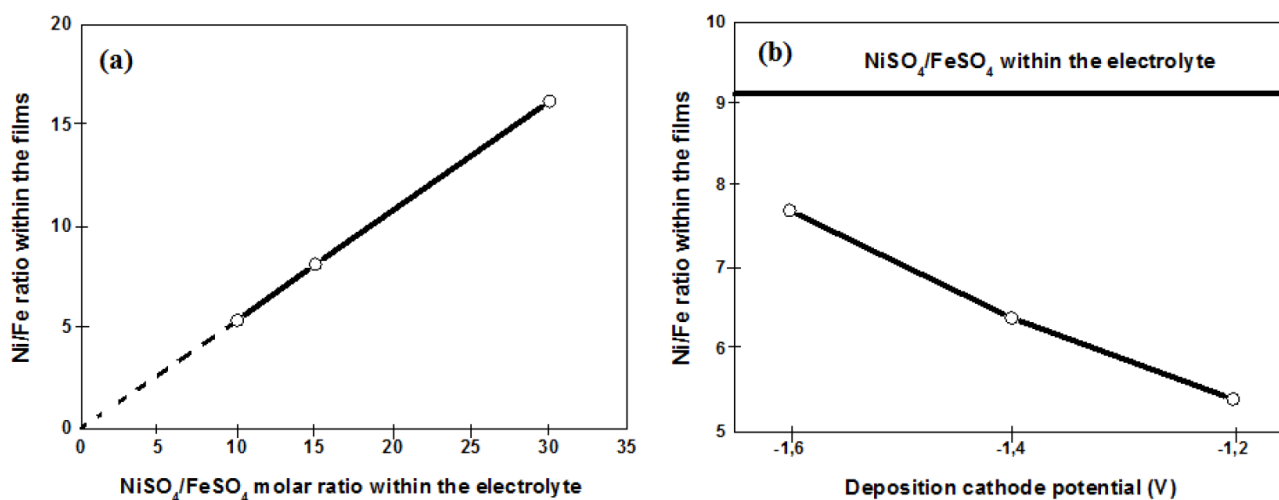 (a)
Ni/Fe ratio within the films
20
15
10
5
0
0 5 10 15 20 25 30 35
NiSO₄/FeSO₄ molar ratio within the electrolyte
(b)
NiSO₄/FeSO₄ within the electrolyte
Ni/Fe ratio within the films
10
9
8
7
6
5
-1,6 -1,4 -1,2
Deposition cathode potential (V)